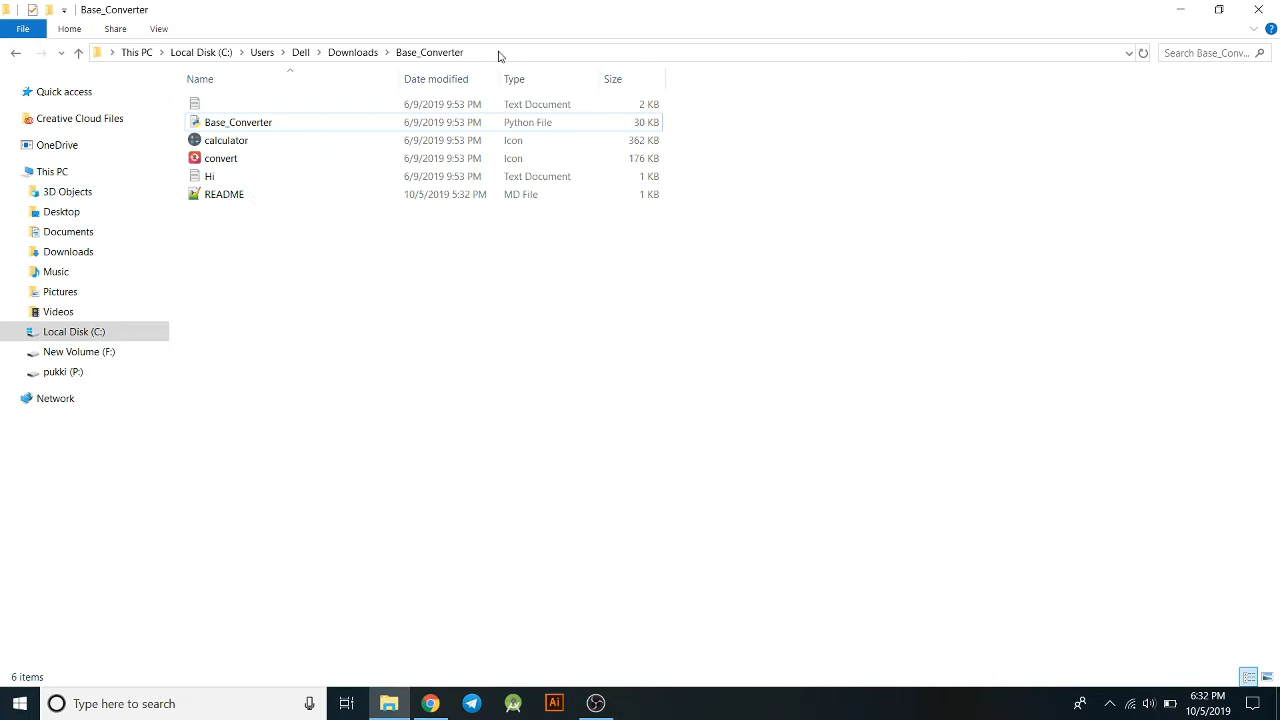 Base_Converter
File Home Share View
This PC Local Disk (C:) Users Dell Downloads Base_Converter Search Base_Conv...
Name Date modified Type Size
6/9/2019 9:53 PM Text Document 2 KB
Base_Converter 6/9/2019 9:53 PM Python File 30 KB
calculator 6/9/2019 9:53 PM Icon 362 KB
convert 6/9/2019 9:53 PM Icon 176 KB
Hi 6/9/2019 9:53 PM Text Document 1 KB
README 10/5/2019 5:32 PM MD File 1 KB
Quick access
Creative Cloud Files
OneDrive
This PC
3D Objects
Desktop
Documents
Downloads
Music
Pictures
Videos
Local Disk (C:)
New Volume (F:)
pukki (P:)
Network
6 items
Type here to search
Ai
6:32 PM
10/5/2019